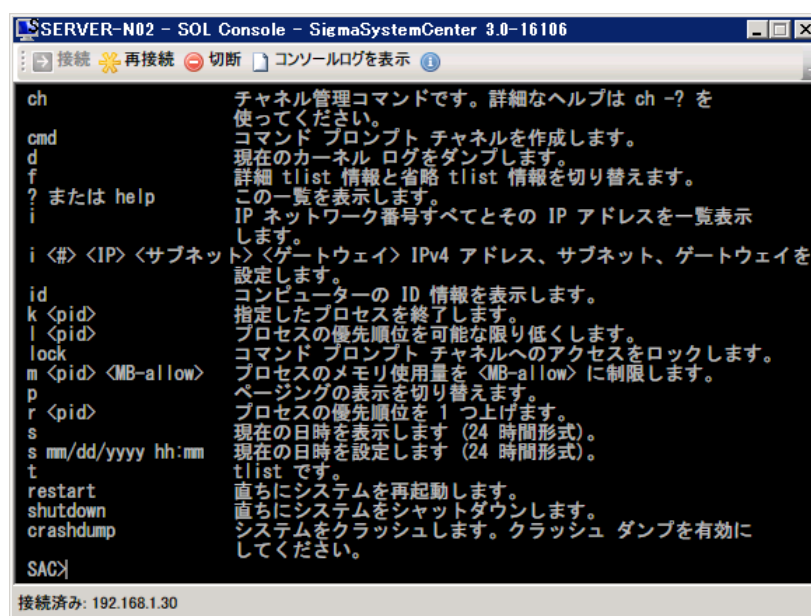 SERVER-N02 - SOL Console - SigmaSystemCenter 3.0-16106
接続 再接続 切断 コンソールログを表示
ch チャネル管理コマンドです。詳細なヘルプは ch -? を
使ってください。
cmd コマンド プロンプト チャネルを作成します。
d 現在のカーネル ログをダンプします。
f 詳細 tlist 情報と省略 tlist 情報を切り替えます。
? または help この一覧を表示します。
i IP ネットワーク番号すべてとその IP アドレスを一覧表示
します。
i <#> <IP> <サブネット> <ゲートウェイ> IPv4 アドレス、サブネット、ゲートウェイを
設定します。
id コンピューターの ID 情報を表示します。
k <pid> 指定したプロセスを終了します。
l <pid> プロセスの優先順位を可能な限り低くします。
lock コマンド プロンプト チャネルへのアクセスをロックします。
m <pid> <MB-allow> プロセスのメモリ使用量を <MB-allow> に制限します。
p ページングの表示を切り替えます。
r <pid> プロセスの優先順位を 1 つ上げます。
s 現在の日時を表示します (24 時間形式)。
s mm/dd/yyyy hh:mm 現在の日時を設定します (24 時間形式)。
t tlist です。
restart 直ちにシステムを再起動します。
shutdown 直ちにシステムをシャットダウンします。
crashdump システムをクラッシュします。クラッシュ ダンプを有効に
してください。
SAC>
接続済み: 192.168.1.30